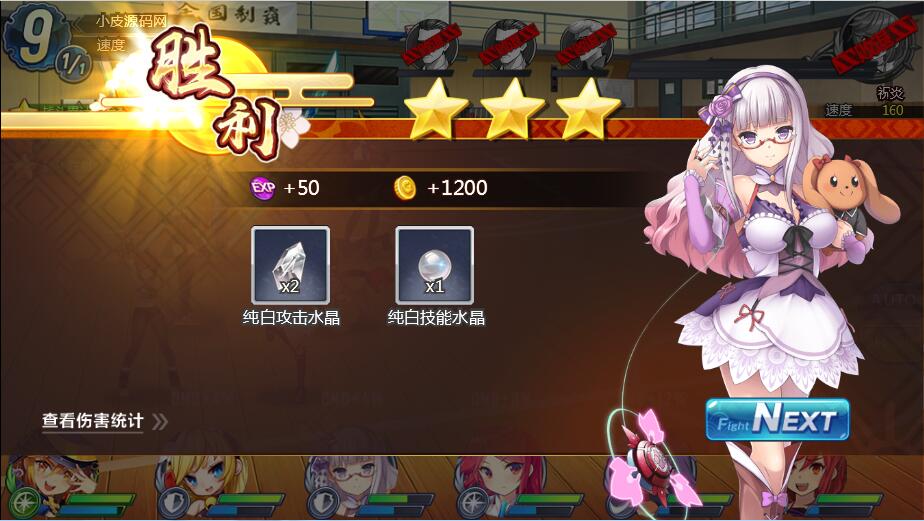 9
1/1
小皮源码网
速度
全国制霸
胜利
祢炎
速度 160
EXP +50
+1200
x2
x1
纯白攻击水晶
纯白技能水晶
AUTO
查看伤害统计
Fight NEXT